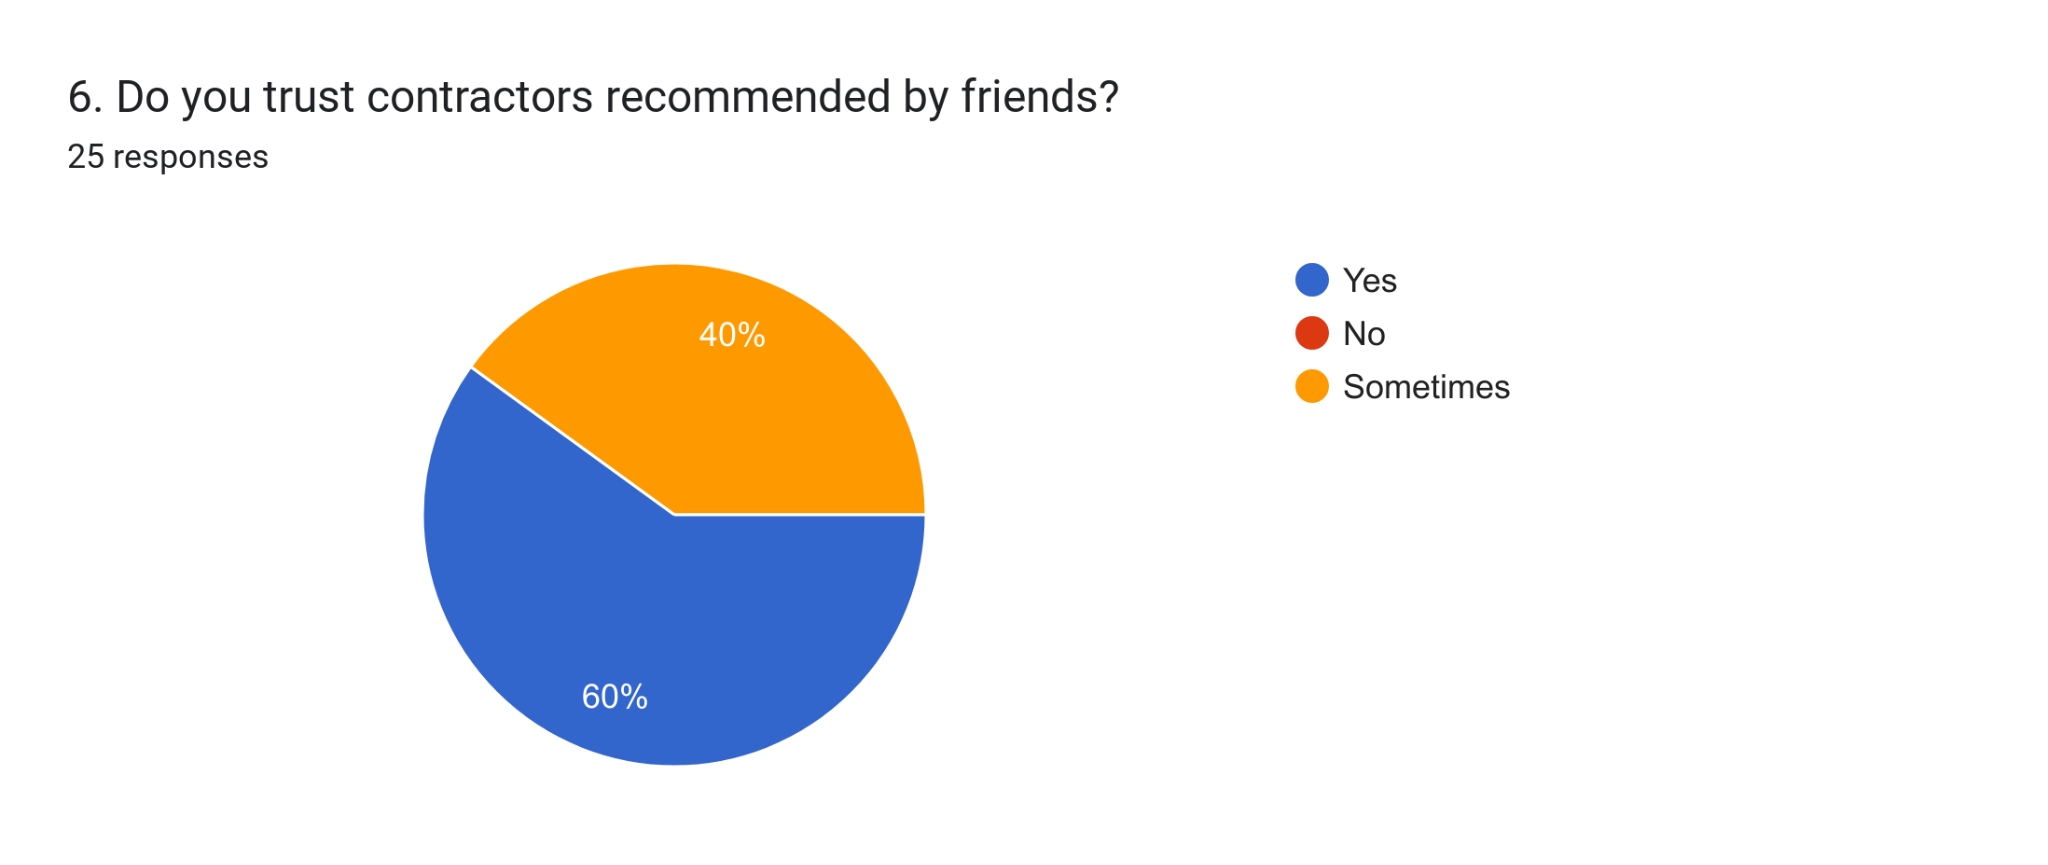 6. Do you trust contractors recommended by friends?
25 responses
40%
60%
Yes
No
Sometimes